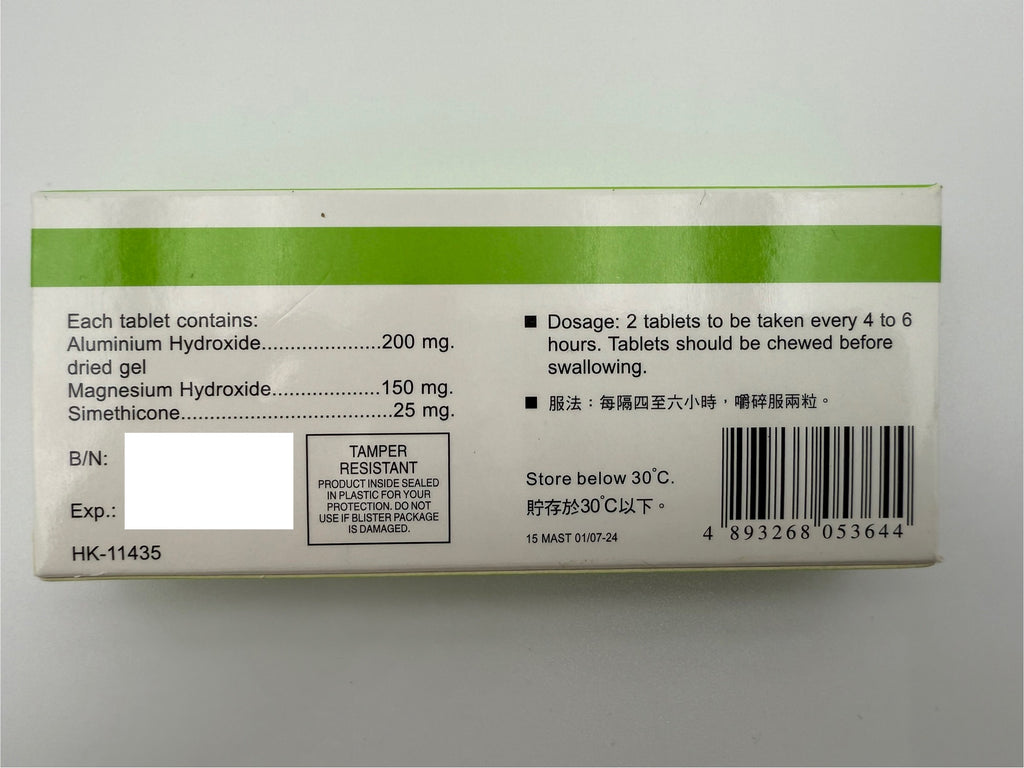 Each tablet contains:
Aluminium Hydroxide....................200 mg.
dried gel
Magnesium Hydroxide..................150 mg.
Simethicone....................................25 mg.
B/N:
Exp.:
HK-11435
TAMPER
RESISTANT
PRODUCT INSIDE SEALED
IN PLASTIC FOR YOUR
PROTECTION. DO NOT
USE IF BLISTER PACKAGE
IS DAMAGED.
■ Dosage: 2 tablets to be taken every 4 to 6
hours. Tablets should be chewed before
swallowing.
■ 服法：每隔四至六小時，嚼碎服兩粒。
Store below 30°C.
貯存於30°C以下。
15 MAST 01/07-24
4 893268 053644